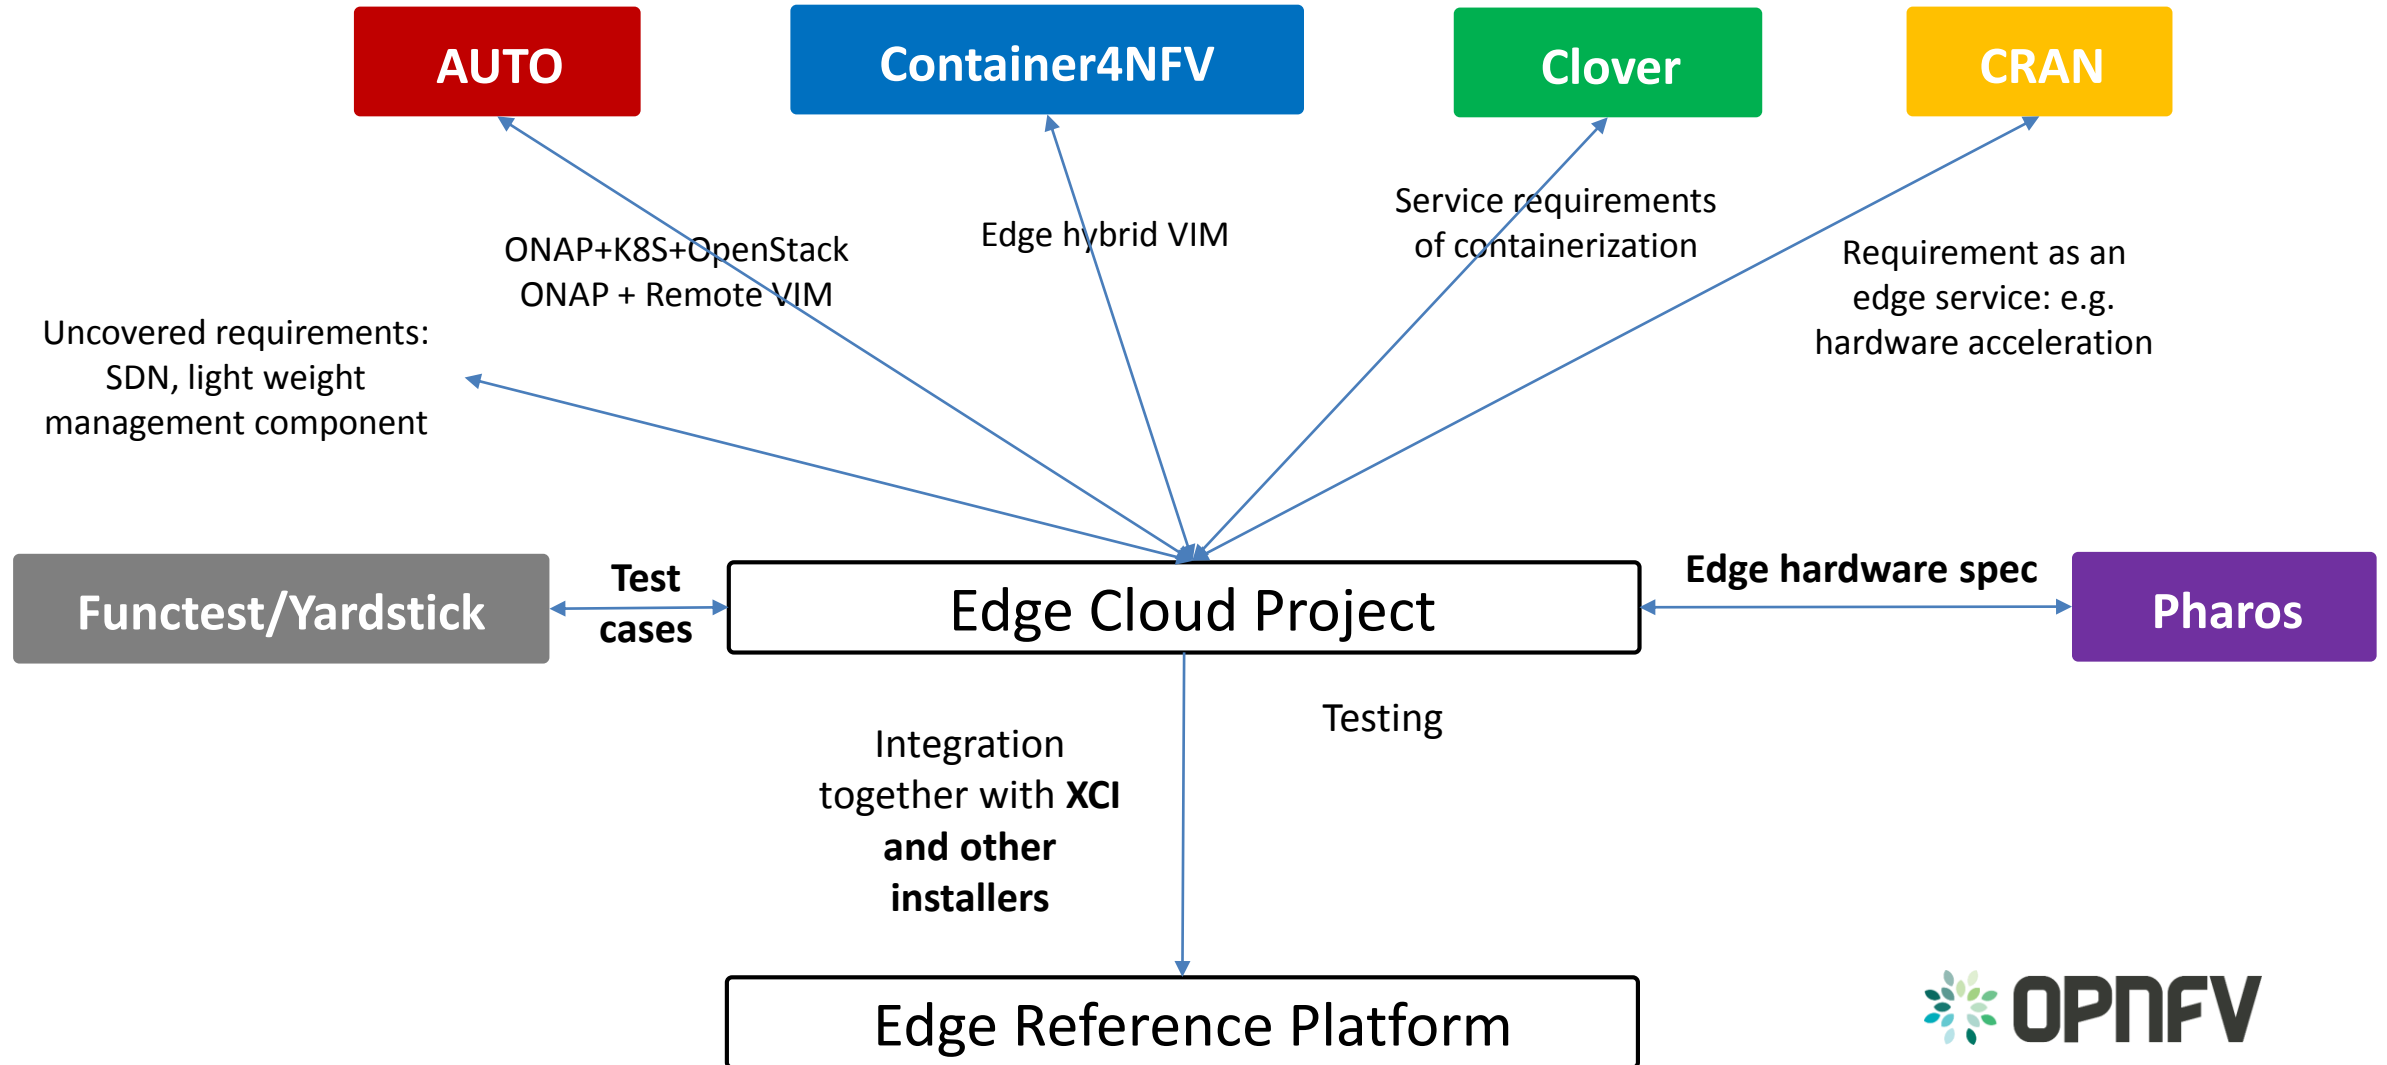 AUTO
Container4NFV
Clover
CRAN
ONAP+K8S+OpenStack
ONAP + Remote VIM
Edge hybrid VIM
Service requirements
of containerization
Requirement as an
edge service: e.g.
hardware acceleration
Uncovered requirements:
SDN, light weight
management component
Functest/Yardstick
Test
cases
Edge Cloud Project
Edge hardware spec
Pharos
Integration
together with XCI
and other
installers
Testing
Edge Reference Platform
OPNFV